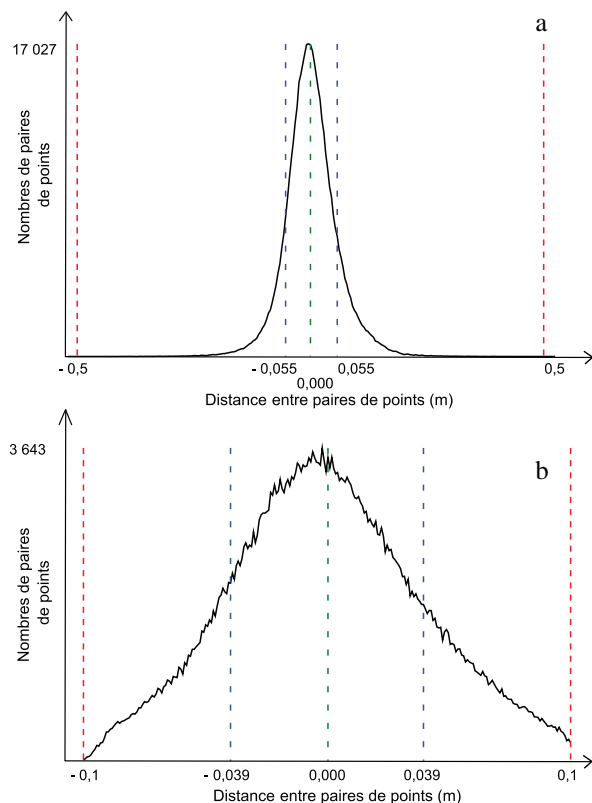 a
17 027
Nombres de paires
de points
- 0,5
- 0,055
0,055
0,5
0,000
Distance entre paires de points (m)
b
3 643
Nombres de paires
de points
- 0,1
- 0,039
0,000
0,039
0,1
Distance entre paires de points (m)